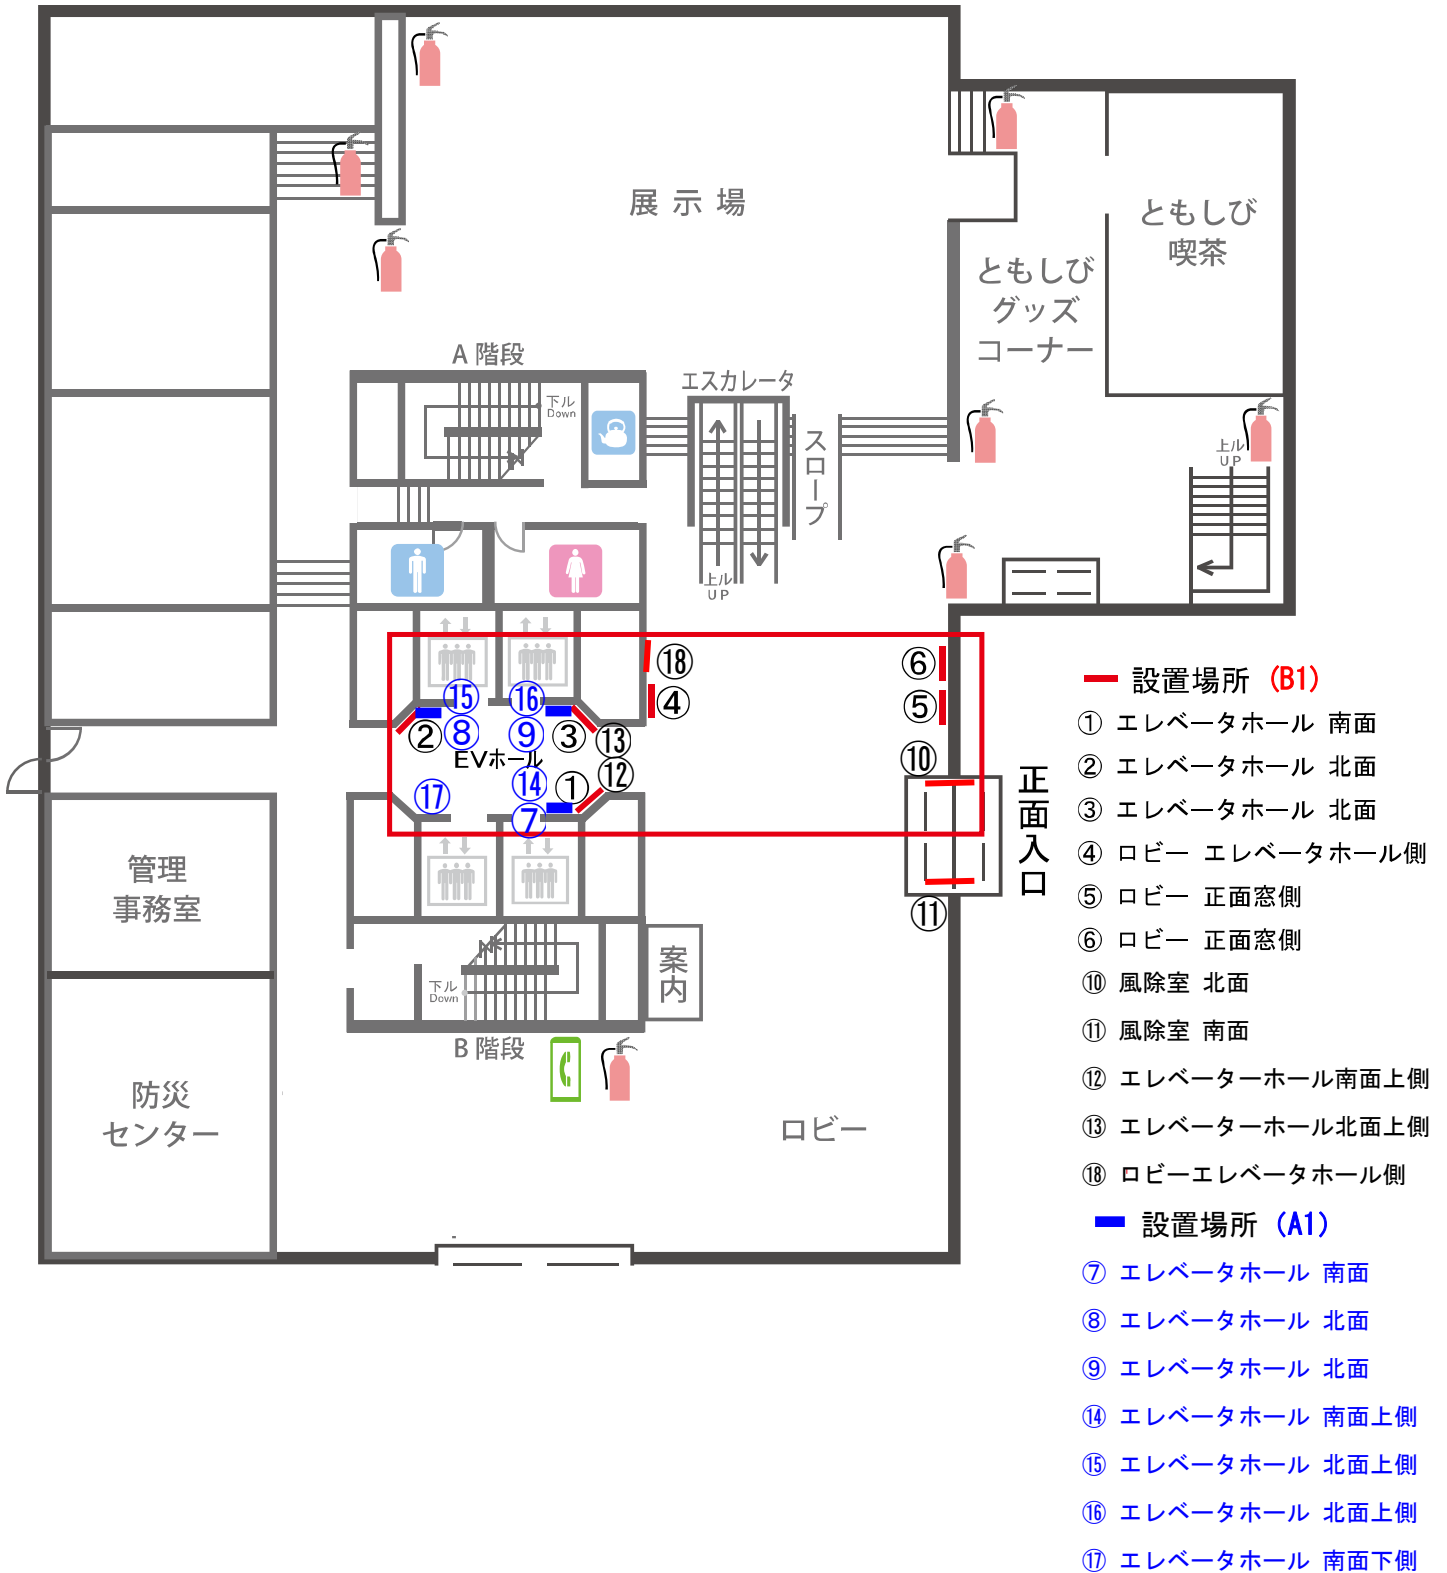 展 示 場
ともしび
喫茶
ともしび
グッズ
コーナー
A 階段
下ル
Down
エスカレータ
スロープ
上ル
UP
上ル
UP
⑱
④
⑥
⑤
⑮
⑯
②
⑧
⑨
③
⑬
EVホール
⑫
⑭
①
⑰
⑦
⑩
⑪
正面入口
管理
事務室
案内
下ル
Down
B 階段
防災
センター
ロビー
設置場所 (B1)
① エレベータホール 南面
② エレベータホール 北面
③ エレベータホール 北面
④ ロビー エレベータホール側
⑤ ロビー 正面窓側
⑥ ロビー 正面窓側
⑩ 風除室 北面
⑪ 風除室 南面
⑫ エレベーターホール南面上側
⑬ エレベーターホール北面上側
⑱ ロビーエレベータホール側
設置場所 (A1)
⑦ エレベータホール 南面
⑧ エレベータホール 北面
⑨ エレベータホール 北面
⑭ エレベータホール 南面上側
⑮ エレベータホール 北面上側
⑯ エレベータホール 北面上側
⑰ エレベータホール 南面下側